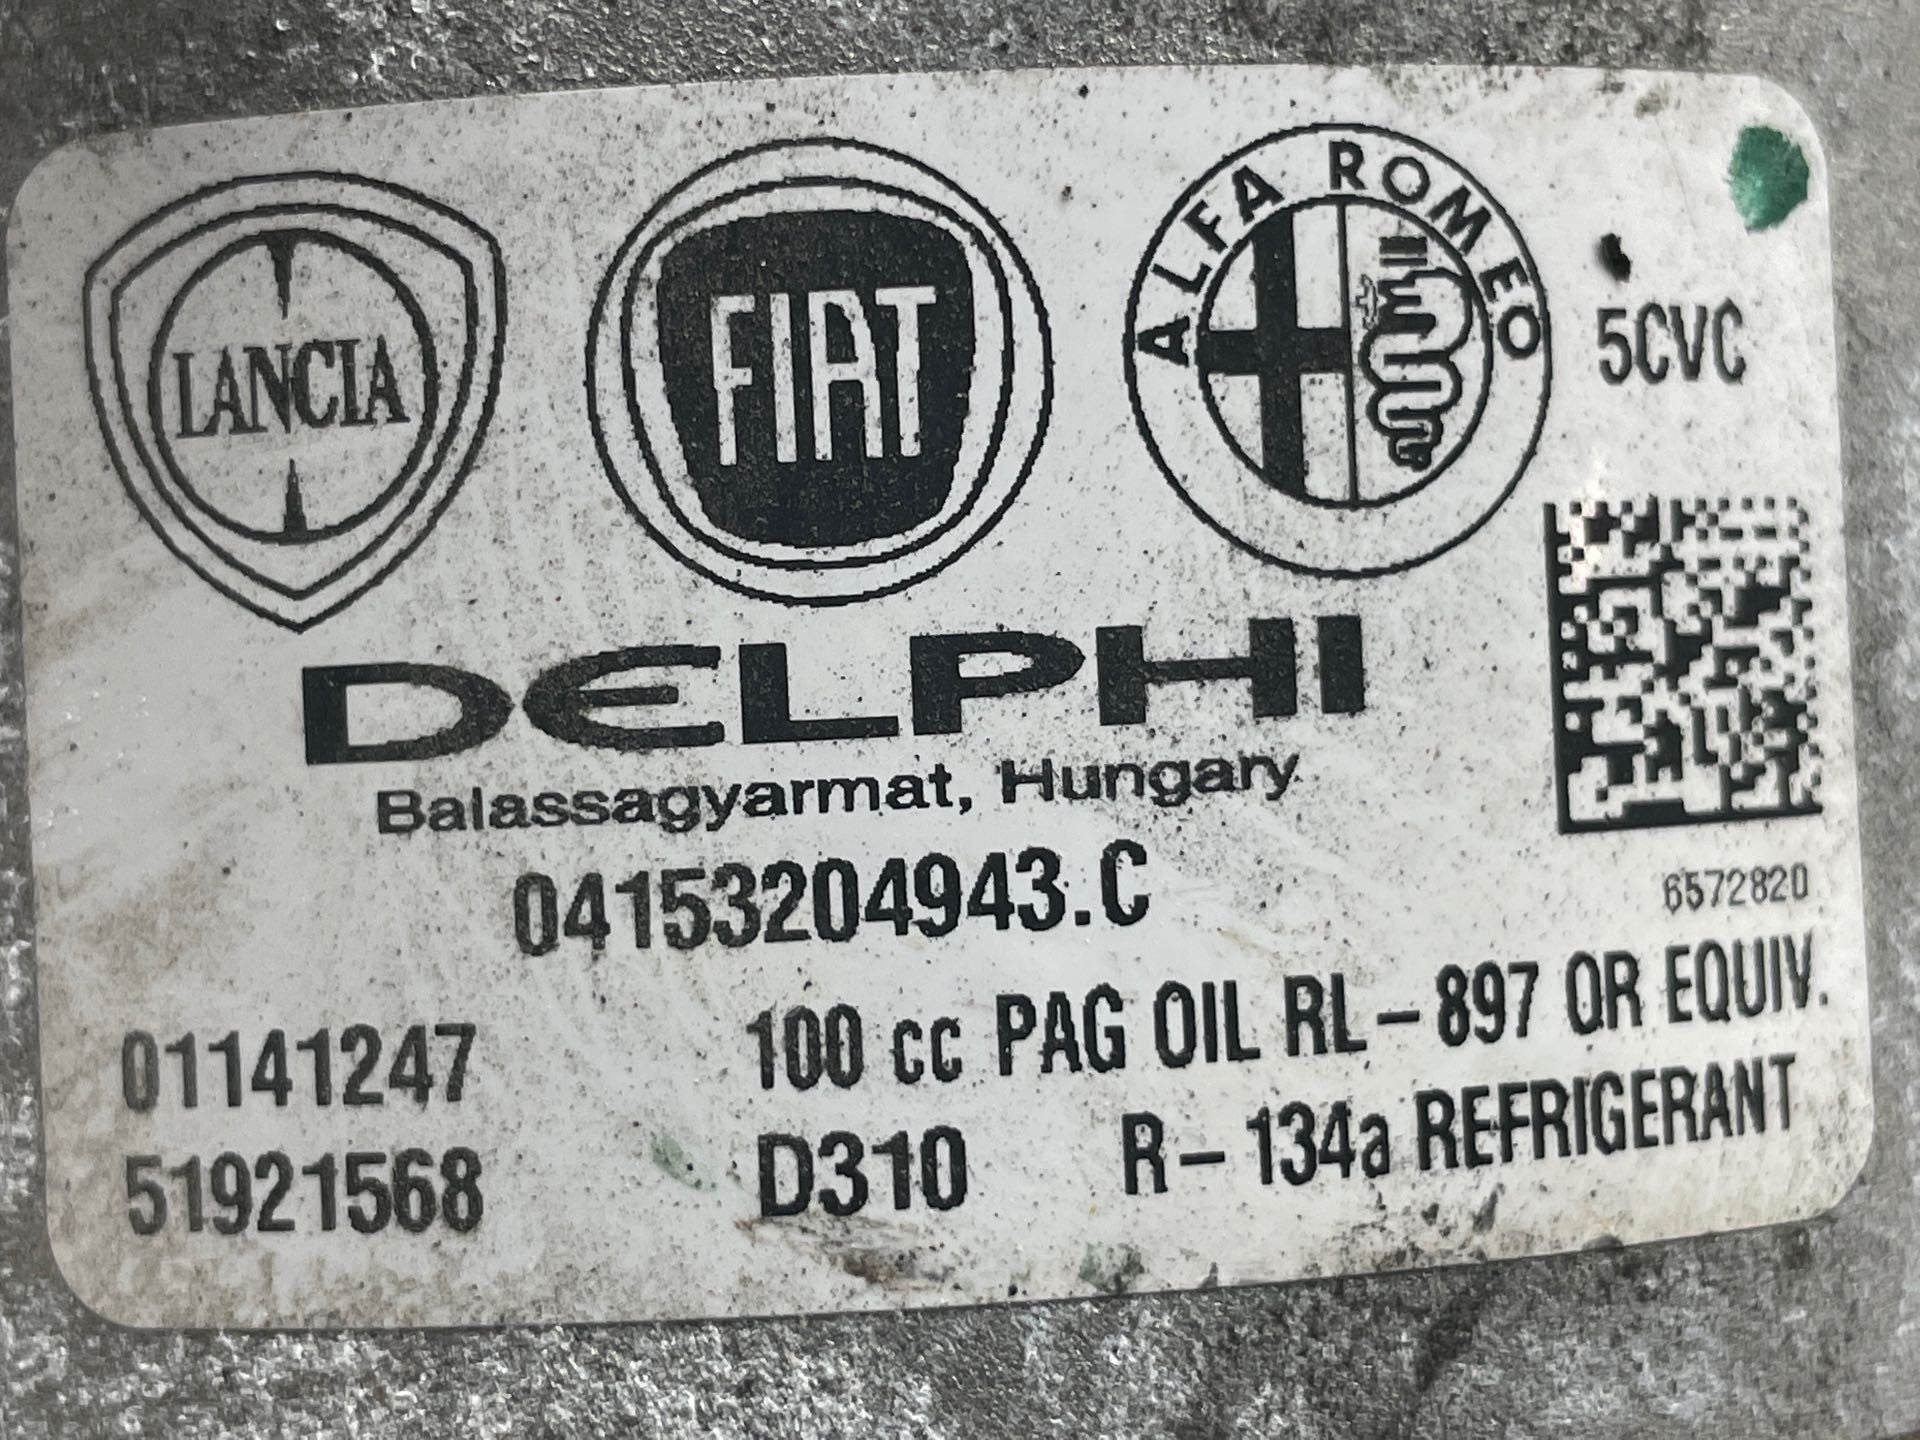 LANCIA
FIAT
ALFA ROMEO
5CVC
DELPHI
Balassagyarmat, Hungary
04153204943.C
6572820
01141247
100 cc PAG OIL RL-897 OR EQUIV.
51921568
D310
R-134a REFRIGERANT